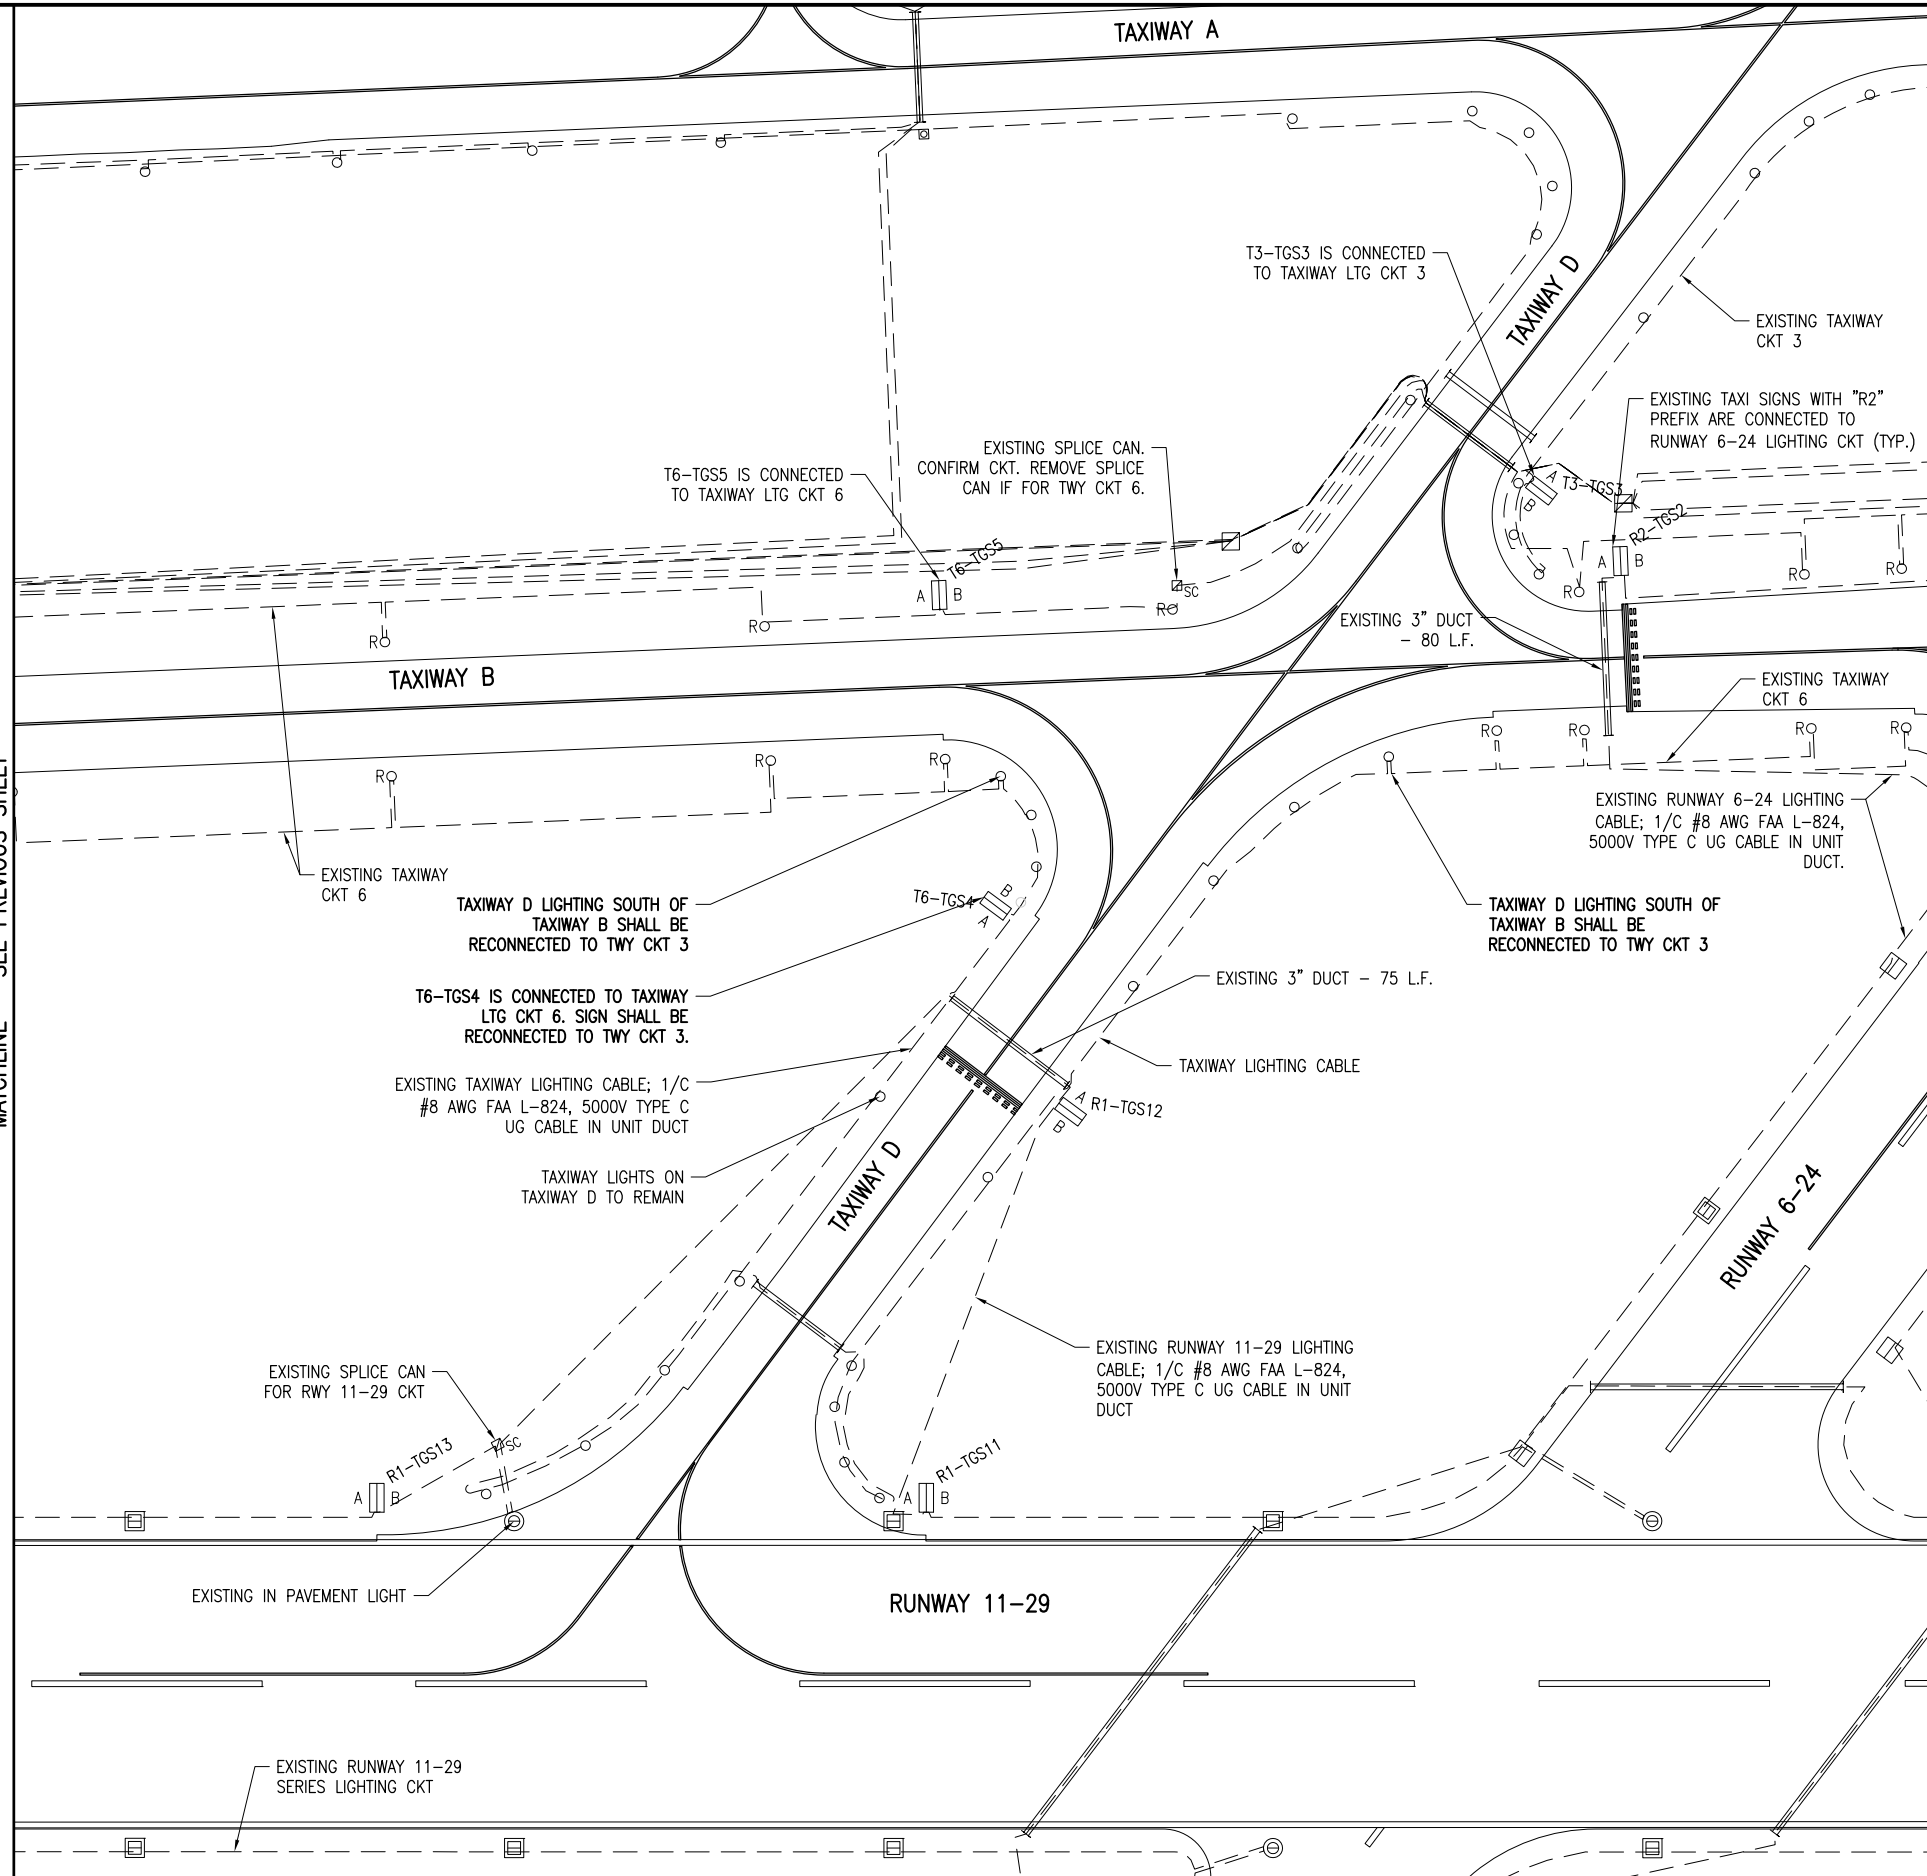 TAXIWAY A
T3-TGS3 IS CONNECTED
TO TAXIWAY LTG CKT 3
TAXIWAY D
EXISTING TAXIWAY
CKT 3
EXISTING TAXI SIGNS WITH "R2"
PREFIX ARE CONNECTED TO
RUNWAY 6-24 LIGHTING CKT (TYP.)
EXISTING SPLICE CAN.
CONFIRM CKT. REMOVE SPLICE
CAN IF FOR TWY CKT 6.
T6-TGS5 IS CONNECTED
TO TAXIWAY LTG CKT 6
A
T3-TGS3
B
R2-TGS2
A B
T6-TGS5
A B
SC
R
R
R
R
R
R
EXISTING 3" DUCT
- 80 L.F.
TAXIWAY B
EXISTING TAXIWAY
CKT 6
R
R
R
R
R
R
R
EXISTING RUNWAY 6-24 LIGHTING
CABLE; 1/C #8 AWG FAA L-824,
5000V TYPE C UG CABLE IN UNIT
DUCT.
EXISTING TAXIWAY
CKT 6
TAXIWAY D LIGHTING SOUTH OF
TAXIWAY B SHALL BE
RECONNECTED TO TWY CKT 3
T6-TGS4
B
A
TAXIWAY D LIGHTING SOUTH OF
TAXIWAY B SHALL BE
RECONNECTED TO TWY CKT 3
MATCHLINE SEE PREVIOUS SHEET
T6-TGS4 IS CONNECTED TO TAXIWAY
LTG CKT 6. SIGN SHALL BE
RECONNECTED TO TWY CKT 3.
EXISTING 3" DUCT - 75 L.F.
TAXIWAY LIGHTING CABLE
EXISTING TAXIWAY LIGHTING CABLE; 1/C
#8 AWG FAA L-824, 5000V TYPE C
UG CABLE IN UNIT DUCT
A
R1-TGS12
B
TAXIWAY LIGHTS ON
TAXIWAY D TO REMAIN
TAXIWAY D
RUNWAY 6-24
EXISTING RUNWAY 11-29 LIGHTING
CABLE; 1/C #8 AWG FAA L-824,
5000V TYPE C UG CABLE IN UNIT
DUCT
EXISTING SPLICE CAN
FOR RWY 11-29 CKT
SC
R1-TGS13
A B
R1-TGS11
A B
EXISTING IN PAVEMENT LIGHT
RUNWAY 11-29
EXISTING RUNWAY 11-29
SERIES LIGHTING CKT